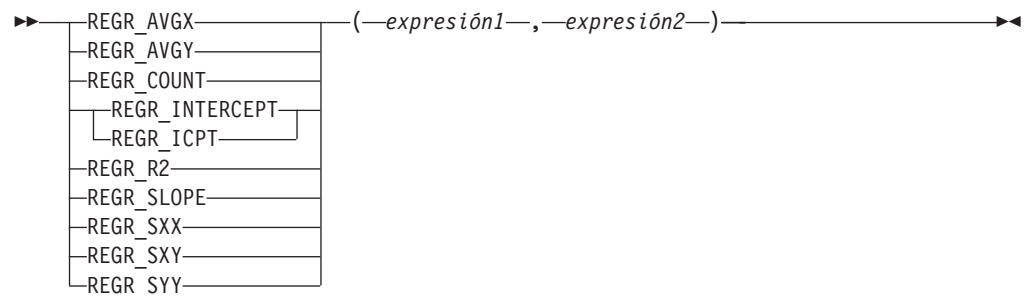 REGR_AVGX ( expresión1 , expresión2 )
REGR_AVGY
REGR_COUNT
REGR_INTERCEPT
REGR_ICPT
REGR_R2
REGR_SLOPE
REGR_SXX
REGR_SXY
REGR_SYY